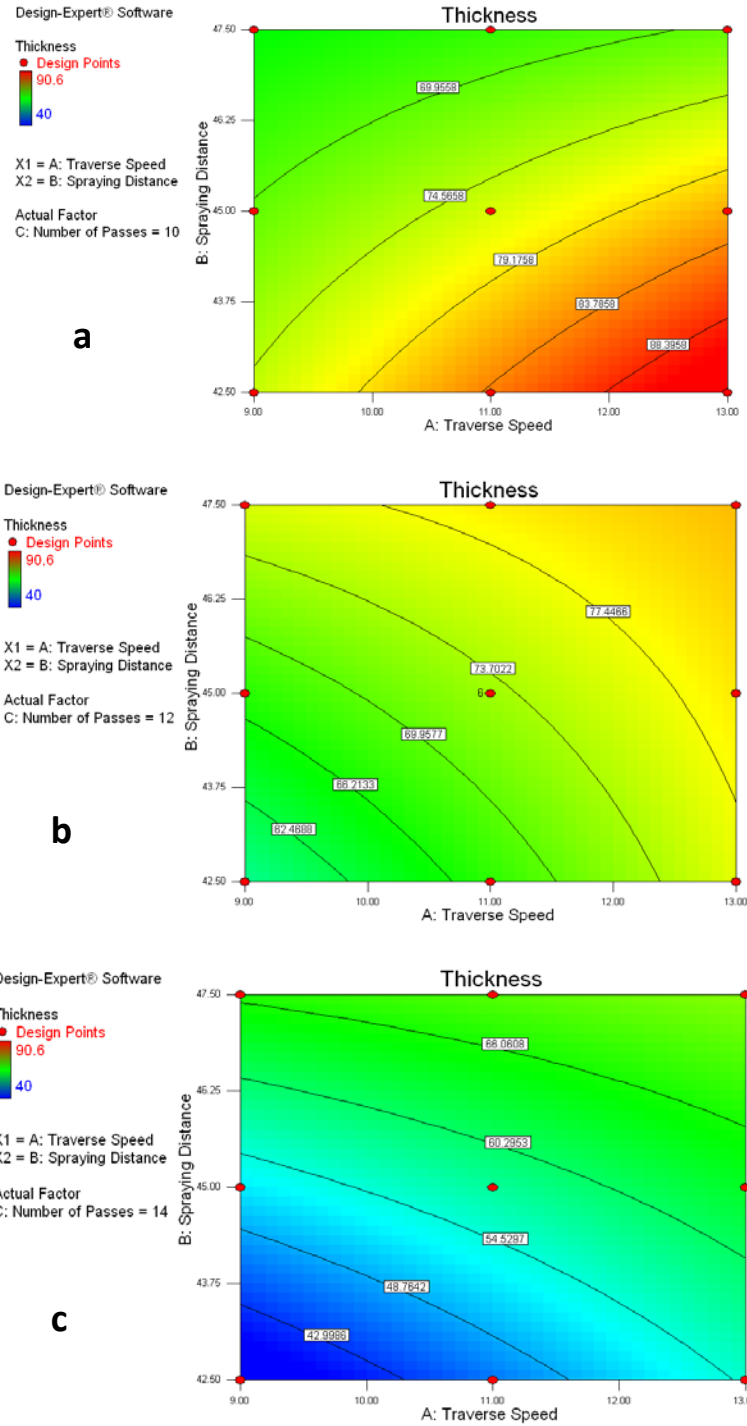 Design-Expert® Software
Thickness
Design Points
90.6
40
X1 = A: Traverse Speed
X2 = B: Spraying Distance
Actual Factor
C: Number of Passes = 10
a
Thickness
47.50
46.25
45.00
43.75
42.50
B: Spraying Distance
69.9558
74.5658
79.1758
83.7858
88.3958
9.00 10.00 11.00 12.00 13.00
A: Traverse Speed
Design-Expert® Software
Thickness
Design Points
90.6
40
X1 = A: Traverse Speed
X2 = B: Spraying Distance
Actual Factor
C: Number of Passes = 12
b
Thickness
47.50
46.25
45.00
43.75
42.50
B: Spraying Distance
77.4466
73.7022
6
69.9577
66.2133
62.4688
9.00 10.00 11.00 12.00 13.00
A: Traverse Speed
Design-Expert® Software
Thickness
Design Points
90.6
40
X1 = A: Traverse Speed
X2 = B: Spraying Distance
Actual Factor
C: Number of Passes = 14
c
Thickness
47.50
46.25
45.00
43.75
42.50
B: Spraying Distance
66.0608
60.2953
54.5297
48.7642
42.9986
9.00 10.00 11.00 12.00 13.00
A: Traverse Speed